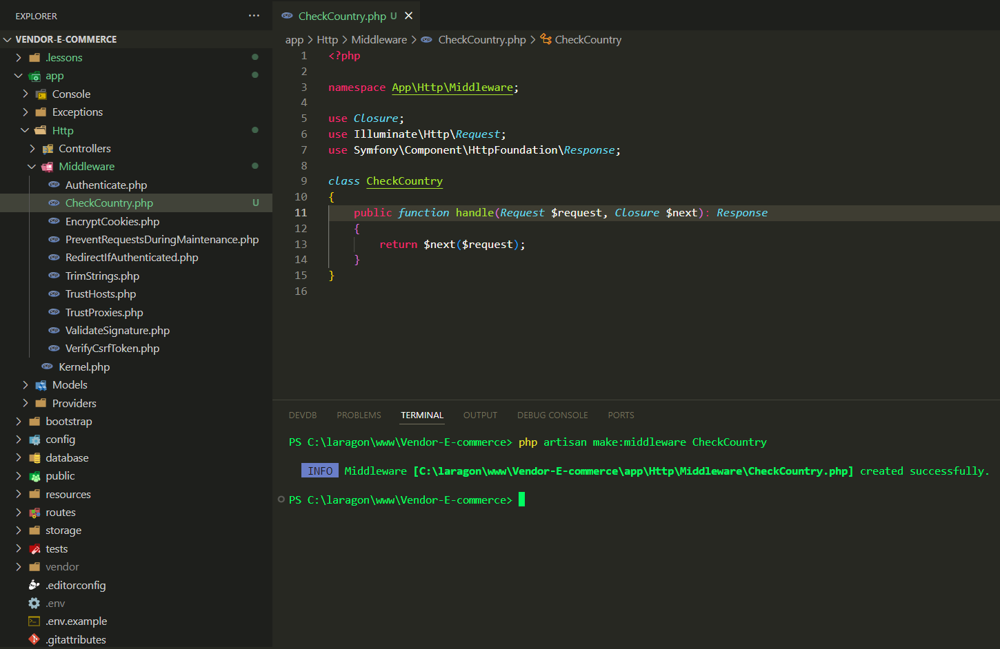 EXPLORER
VENDOR-E-COMMERCE
.lessons
app
Console
Exceptions
Http
Controllers
Middleware
Authenticate.php
CheckCountry.php U
EncryptCookies.php
PreventRequestsDuringMaintenance.php
RedirectIfAuthenticated.php
TrimStrings.php
TrustHosts.php
TrustProxies.php
ValidateSignature.php
VerifyCsrfToken.php
Kernel.php
Models
Providers
bootstrap
config
database
public
resources
routes
storage
tests
vendor
.editorconfig
.env
.env.example
.gitattributes
CheckCountry.php U
app > Http > Middleware > CheckCountry.php > CheckCountry
1 <?php
2
3 namespace App\Http\Middleware;
4
5 use Closure;
6 use Illuminate\Http\Request;
7 use Symfony\Component\HttpFoundation\Response;
8
9 class CheckCountry
10 {
11 public function handle(Request $request, Closure $next): Response
12 {
13 return $next($request);
14 }
15 }
16
DEVDB PROBLEMS TERMINAL OUTPUT DEBUG CONSOLE PORTS
PS C:\laragon\www\Vendor-E-commerce> php artisan make:middleware CheckCountry
INFO Middleware [C:\laragon\www\Vendor-E-commerce\app\Http\Middleware\CheckCountry.php] created successfully.
PS C:\laragon\www\Vendor-E-commerce>